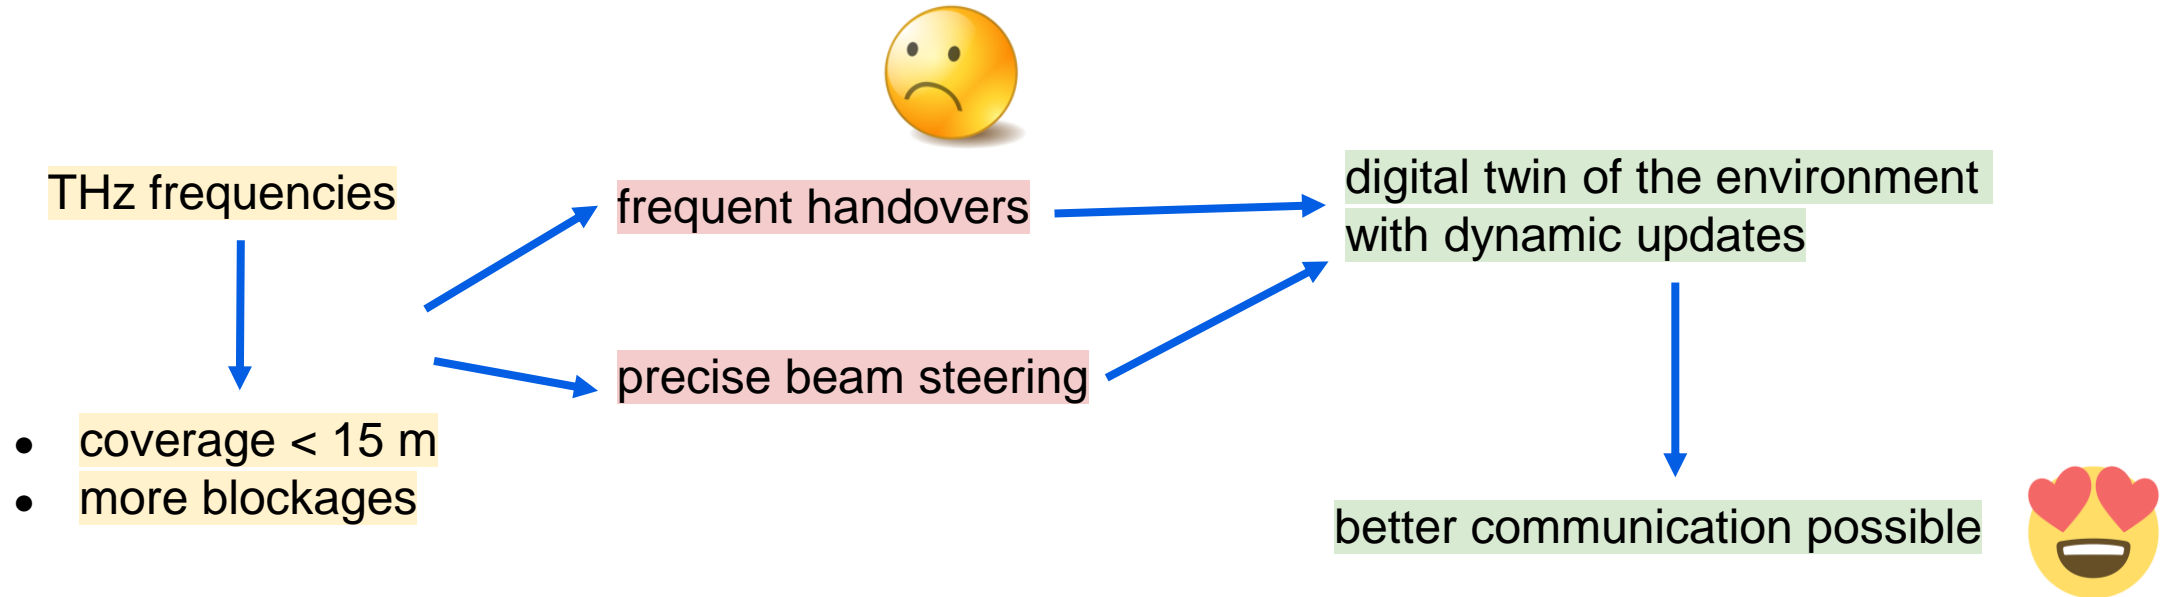 THz frequencies
• coverage < 15 m
• more blockages
frequent handovers
precise beam steering
digital twin of the environment
with dynamic updates
better communication possible